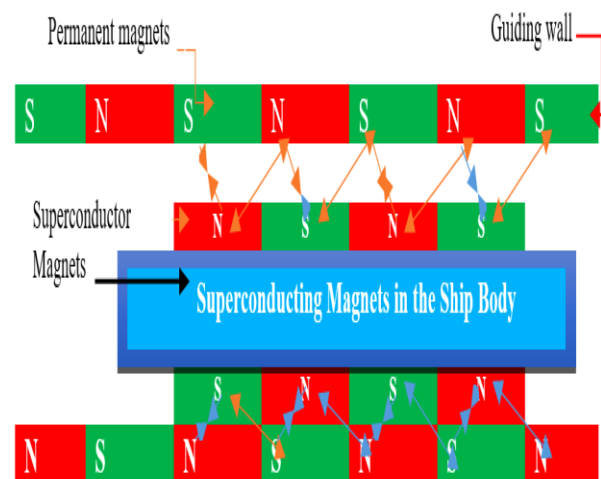 Permanent magnets
Guiding wall
S N S N S N S
Superconductor
Magnets
N S N S
Superconducting Magnets in the Ship Body
S N S N
N S N S N S N